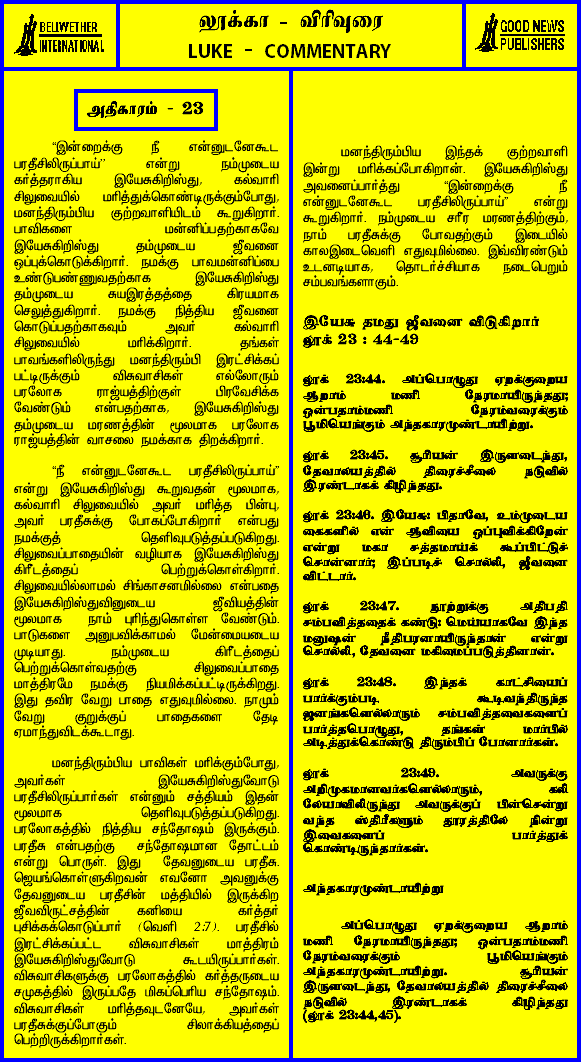 BELLWETHER
INTERNATIONAL
லூக்கா - விரிவுரை
LUKE - COMMENTARY
GOOD NEWS
PUBLISHERS
அதிகாரம் - 23
“இன்றைக்கு நீ என்னுடனேகூட
பரதீசிலிருப்பாய்” என்று நம்முடைய
கர்த்தராகிய இயேசுகிறிஸ்து, கல்வாரி
சிலுவையில் மரித்துக்கொண்டிருக்கும்போது,
மனந்திரும்பிய குற்றவாளியிடம் கூறுகிறார்.
பாவிகளை மன்னிப்பதற்காகவே
இயேசுகிறிஸ்து தம்முடைய ஜீவனை
ஒப்புக்கொடுக்கிறார். நமக்கு பாவமன்னிப்பை
உண்டுபண்ணுவதற்காக இயேசுகிறிஸ்து
தம்முடைய சுயஇரத்தத்தை கிரயமாக
செலுத்துகிறார். நமக்கு நித்திய ஜீவனை
கொடுப்பதற்காகவும் அவர் கல்வாரி
சிலுவையில் மரிக்கிறார். தங்கள்
பாவங்களிலிருந்து மனந்திரும்பி இரட்சிக்கப்
பட்டிருக்கும் விசுவாசிகள் எல்லோரும்
பரலோக ராஜ்யத்திற்குள் பிரவேசிக்க
வேண்டும் என்பதற்காக, இயேசுகிறிஸ்து
தம்முடைய மரணத்தின் மூலமாக பரலோக
ராஜ்யத்தின் வாசலை நமக்காக திறக்கிறார்.
“நீ என்னுடனேகூட பரதீசிலிருப்பாய்”
என்று இயேசுகிறிஸ்து கூறுவதன் மூலமாக,
கல்வாரி சிலுவையில் அவர் மரித்த பின்பு,
அவர் பரதீசுக்கு போகப்போகிறார் என்பது
நமக்குத் தெளிவுபடுத்தப்படுகிறது.
சிலுவைப்பாதையின் வழியாக இயேசுகிறிஸ்து
கிரீடத்தைப் பெற்றுக்கொள்கிறார்.
சிலுவையில்லாமல் சிங்காசனமில்லை என்பதை
இயேசுகிறிஸ்துவினுடைய ஜீவியத்தின்
மூலமாக நாம் புரிந்துகொள்ள வேண்டும்.
பாடுகளை அனுபவிக்காமல் மேன்மையடைய
முடியாது. நம்முடைய கிரீடத்தைப்
பெற்றுக்கொள்வதற்கு சிலுவைப்பாதை
மாத்திரமே நமக்கு நியமிக்கப்பட்டிருக்கிறது.
இது தவிர வேறு பாதை எதுவுமில்லை. நாமும்
வேறு குறுக்குப் பாதைகளை தேடி
ஏமாந்துவிடக்கூடாது.
மனந்திரும்பிய பாவிகள் மரிக்கும்போது,
அவர்கள் இயேசுகிறிஸ்துவோடு
பரதீசிலிருப்பார்கள் என்னும் சத்தியம் இதன்
மூலமாக தெளிவுபடுத்தப்படுகிறது.
பரலோகத்தில் நித்திய சந்தோஷம் இருக்கும்.
பரதீசு என்பதற்கு சந்தோஷமான தோட்டம்
என்று பொருள். இது தேவனுடைய பரதீசு.
ஜெயங்கொள்ளுகிறவன் எவனோ அவனுக்கு
தேவனுடைய பரதீசின் மத்தியில் இருக்கிற
ஜீவவிருட்சத்தின் கனியை கர்த்தர்
புசிக்கக்கொடுப்பார் (வெளி 2:7). பரதீசில்
இரட்சிக்கப்பட்ட விசுவாசிகள் மாத்திரம்
இயேசுகிறிஸ்துவோடு கூடயிருப்பார்கள்.
விசுவாசிகளுக்கு பரலோகத்தில் கர்த்தருடைய
சமுகத்தில் இருப்பதே மிகப்பெரிய சந்தோஷம்.
விசுவாசிகள் மரித்தவுடனேயே, அவர்கள்
பரதீசுக்குப்போகும் சிலாக்கியத்தைப்
பெற்றிருக்கிறார்கள்.
மனந்திரும்பிய இந்தக் குற்றவாளி
இன்று மரிக்கப்போகிறான். இயேசுகிறிஸ்து
அவனைப்பார்த்து “இன்றைக்கு நீ
என்னுடனேகூட பரதீசிலிருப்பாய்” என்று
கூறுகிறார். நம்முடைய சரீர மரணத்திற்கும்,
நாம் பரதீசுக்கு போவதற்கும் இடையில்
காலஇடைவெளி எதுவுமில்லை. இவ்விரண்டும்
உடனடியாக, தொடர்ச்சியாக நடைபெறும்
சம்பவங்களாகும்.
இயேசு தமது ஜீவனை விடுகிறார்
லூக் 23 : 44-49
லூக் 23:44. அப்பொழுது ஏறக்குறைய
ஆறாம் மணி நேரமாயிருந்தது;
ஒன்பதாம்மணி நேரம்வரைக்கும்
பூமியெங்கும் அந்தகாரமுண்டாயிற்று.
லூக் 23:45. சூரியன் இருளடைந்து,
தேவாலயத்தில் திரைச்சீலை நடுவில்
இரண்டாகக் கிழிந்தது.
லூக் 23:46. இயேசு: பிதாவே, உம்முடைய
கைகளில் என் ஆவியை ஒப்புவிக்கிறேன்
என்று மகா சத்தமாய்க் கூப்பிட்டுச்
சொன்னார்; இப்படிச் சொல்லி, ஜீவனை
விட்டார்.
லூக் 23:47. நூற்றுக்கு அதிபதி
சம்பவித்ததைக் கண்டு: மெய்யாகவே இந்த
மனுஷன் நீதிபரனாயிருந்தான் என்று
சொல்லி, தேவனை மகிமைப்படுத்தினான்.
லூக் 23:48. இந்தக் காட்சியைப்
பார்க்கும்படி கூடிவந்திருந்த
ஜனங்களெல்லாரும் சம்பவித்தவைகளைப்
பார்த்தபொழுது, தங்கள் மார்பில்
அடித்துக்கொண்டு திரும்பிப் போனார்கள்.
லூக் 23:49. அவருக்கு
அறிமுகமானவர்களெல்லாரும், கலி
லேயாவிலிருந்து அவருக்குப் பின்சென்று
வந்த ஸ்திரீகளும் தூரத்திலே நின்று
இவைகளைப் பார்த்துக்
கொண்டிருந்தார்கள்.
அந்தகாரமுண்டாயிற்று
அப்பொழுது ஏறக்குறைய ஆறாம்
மணி நேரமாயிருந்தது; ஒன்பதாம்மணி
நேரம்வரைக்கும் பூமியெங்கும்
அந்தகாரமுண்டாயிற்று. சூரியன்
இருளடைந்து, தேவாலயத்தில் திரைச்சீலை
நடுவில் இரண்டாகக் கிழிந்தது
(லூக் 23:44,45).